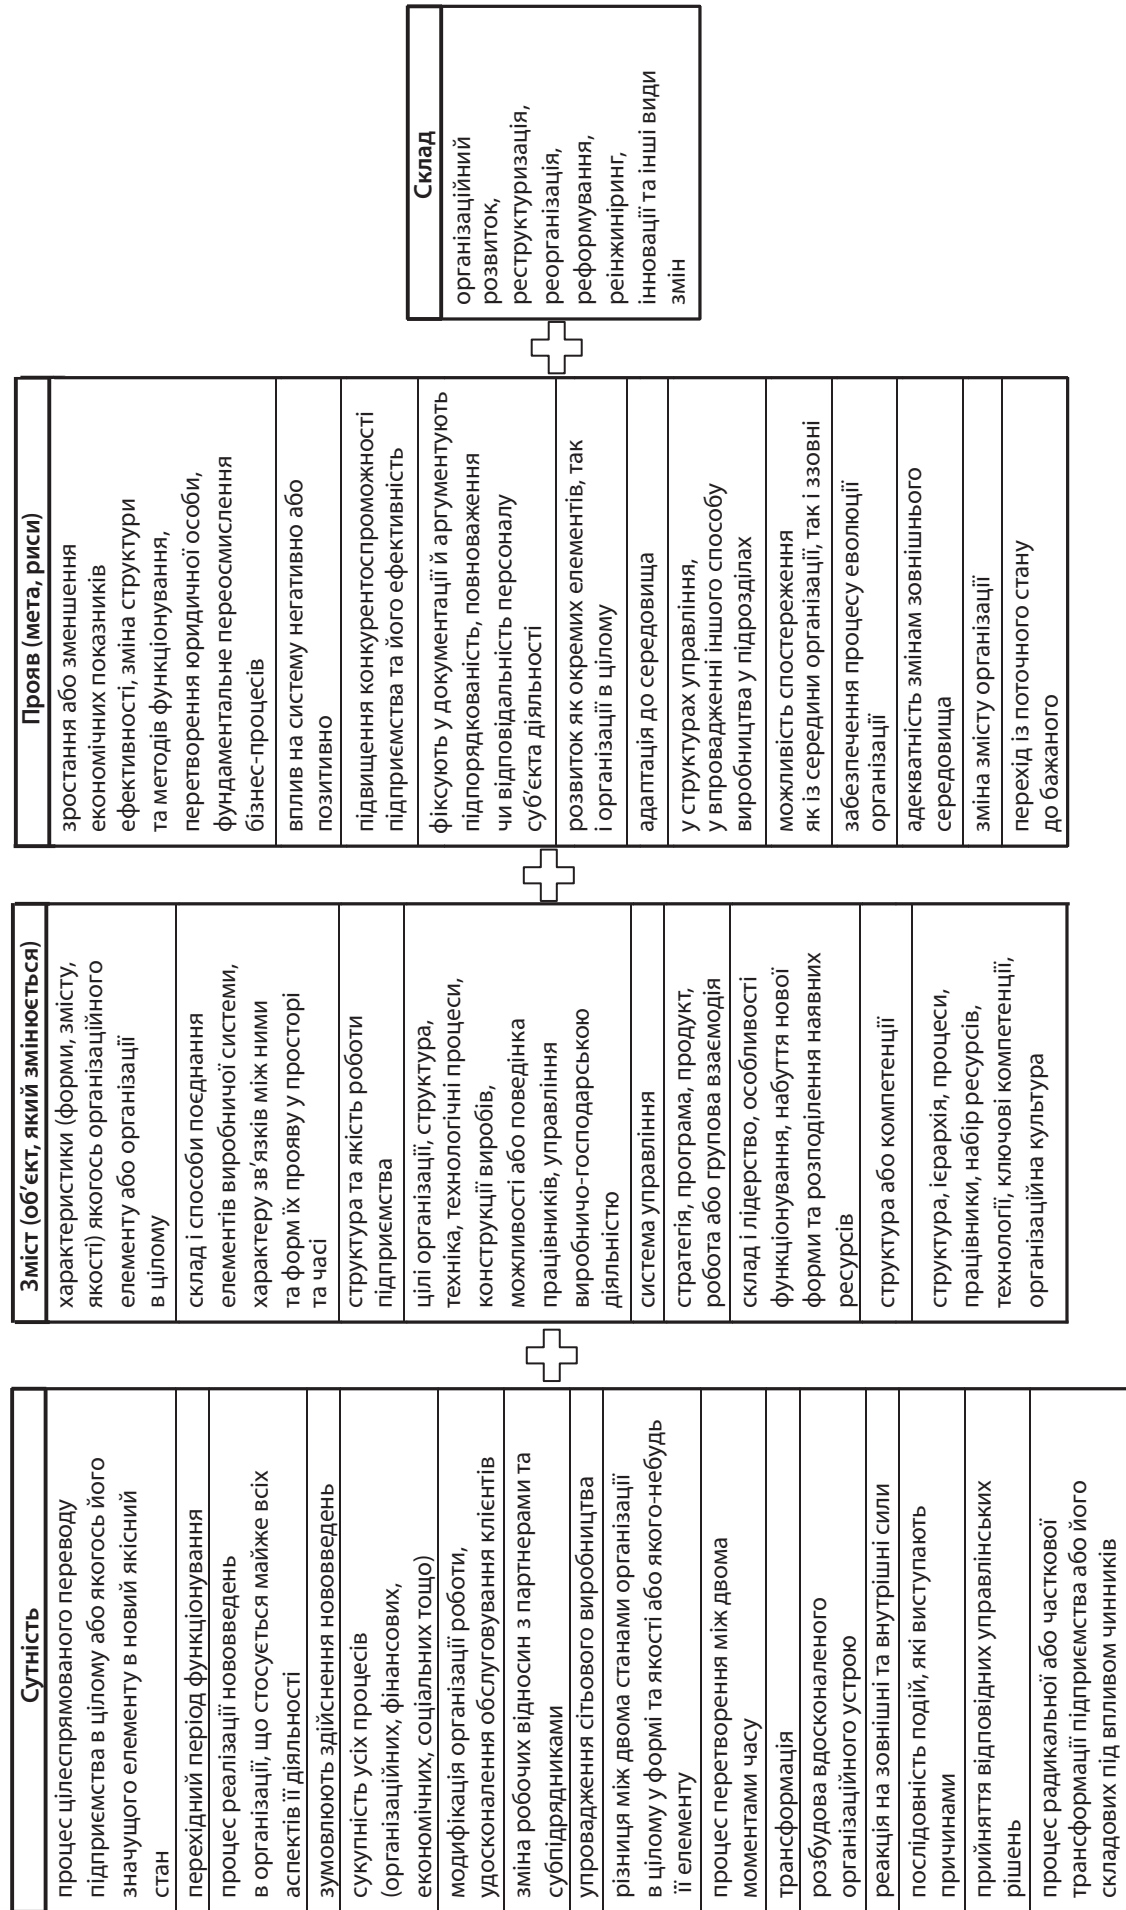 Сутність
процес цілеспрямованого переводу
підприємства в цілому або якогось його
значущого елементу в новий якісний
стан
перехідний період функціонування
процес реалізації нововведень
в організації, що стосується майже всіх
аспектів її діяльності
зумовлюють здійснення нововведень
сукупність усіх процесів
(організаційних, фінансових,
економічних, соціальних тощо)
модифікація організації роботи,
удосконалення обслуговування клієнтів
зміна робочих відносин з партнерами та
субпідрядниками
упровадження сітьового виробництва
різниця між двома станами організації
в цілому у формі та якості або якого-небудь
її елементу
процес перетворення між двома
моментами часу
трансформація
розбудова вдосконаленого
організаційного устрою
реакція на зовнішні та внутрішні сили
послідовність подій, які виступають
причинами
прийняття відповідних управлінських
рішень
процес радикальної або часткової
трансформації підприємства або його
складових під впливом чинників
Зміст (об’єкт, який змінюється)
характеристики (форми, змісту,
якості) якогось організаційного
елементу або організації
в цілому
склад і способи поєднання
елементів виробничої системи,
характеру зв’язків між ними
та форм їх прояву у просторі
та часі
структура та якість роботи
підприємства
цілі організації, структура,
техніка, технологічні процеси,
конструкції виробів,
можливості або поведінка
працівників, управління
виробничо-господарською
діяльністю
система управління
стратегія, програма, продукт,
робота або групова взаємодія
склад і лідерство, особливості
функціонування, набуття нової
форми та розподілення наявних
ресурсів
структура або компетенції
структура, ієрархія, процеси,
працівники, набір ресурсів,
технології, ключові компетенції,
організаційна культура
Прояв (мета, риси)
зростання або зменшення
економічних показників
ефективності, зміна структури
та методів функціонування,
перетворення юридичної особи,
фундаментальне переосмислення
бізнес-процесів
вплив на систему негативно або
позитивно
підвищення конкурентоспроможності
підприємства та його ефективність
фіксують у документації й аргументують
підпорядкованість, повноваження
чи відповідальність персоналу
суб’єкта діяльності
розвиток як окремих елементів, так
і організації в цілому
адаптація до середовища
у структурах управління,
у впровадженні іншого способу
виробництва у підрозділах
можливість спостереження
як із середини організації, так і ззовні
забезпечення процесу еволюції
організації
адекватність змінам зовнішнього
середовища
зміна змісту організації
перехід із поточного стану
до бажаного
Склад
організаційний
розвиток,
реструктуризація,
реорганізація,
реформування,
реінжиніринг,
інновації та інші види
змін